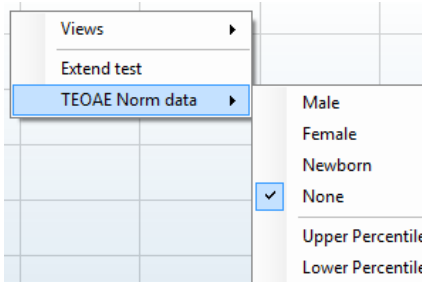 Views
Extend test
TEOAE Norm data
Male
Female
Newborn
None
Upper Percentile
Lower Percentile